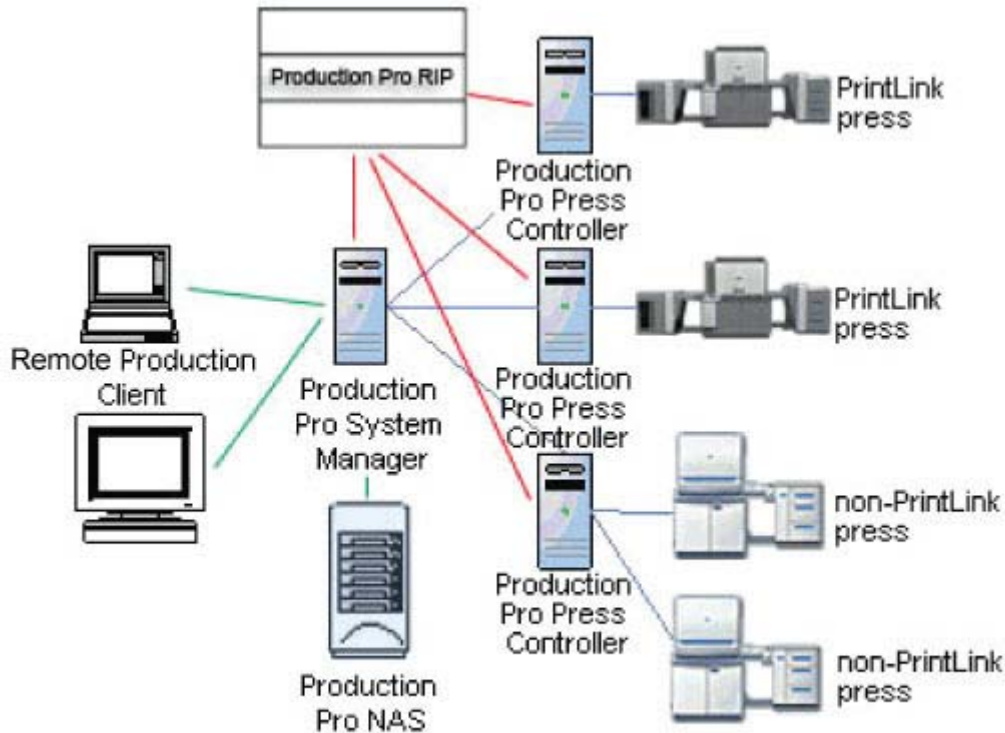 Production Pro RIP
PrintLink
press
Production
Pro Press
Controller
PrintLink
press
Remote Production
Client
Production
Pro System
Manager
Production
Pro Press
Controller
non-PrintLink
press
Production
Pro Press
Controller
non-PrintLink
press
Production
Pro NAS